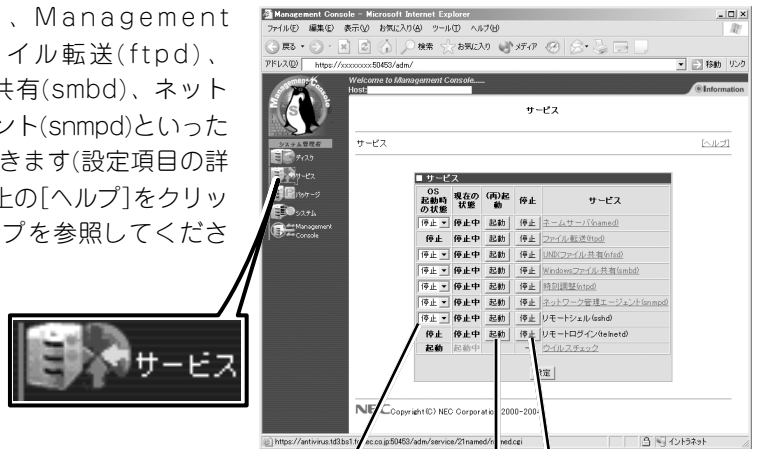 、Management
イル転送(ftpd)、
共有(smbd)、ネット
ント(snmpd)といった
きます(設定項目の詳
上の[ヘルプ]をクリッ
プを参照してくださ
サービス
Management Console - Microsoft Internet Explorer
ファイル(F) 編集(E) 表示(V) お気に入り(A) ツール(T) ヘルプ(H)
戻る 検索 お気に入り メディア
アドレス(D) https://xxxxxxxx:50453/adm/ 移動 リンク
Management Console
Welcome to Management Console.....
Host:
Information
システム管理者
ディスク
サービス
パッケージ
システム
Management
Console
サービス
サービス [ヘルプ]
■ サービス
OS起動時の状態 現在の状態 (再)起動 停止 サービス
停止 停止中 起動 停止 ネームサーバ(named)
停止 停止中 起動 停止 ファイル転送(ftpd)
停止 停止中 起動 停止 UNIXファイル共有(nfsd)
停止 停止中 起動 停止 Windowsファイル共有(smbd)
停止 停止中 起動 停止 時刻調整(ntpd)
停止 停止中 起動 停止 ネットワーク管理エージェント(snmpd)
停止 停止中 起動 停止 リモートシェル(sshd)
停止 停止中 起動 停止 リモートログイン(telnetd)
起動 起動中 ウイルスチェック
定
NEC Copyright(C) NEC Corporation 2000-200
イントラネット